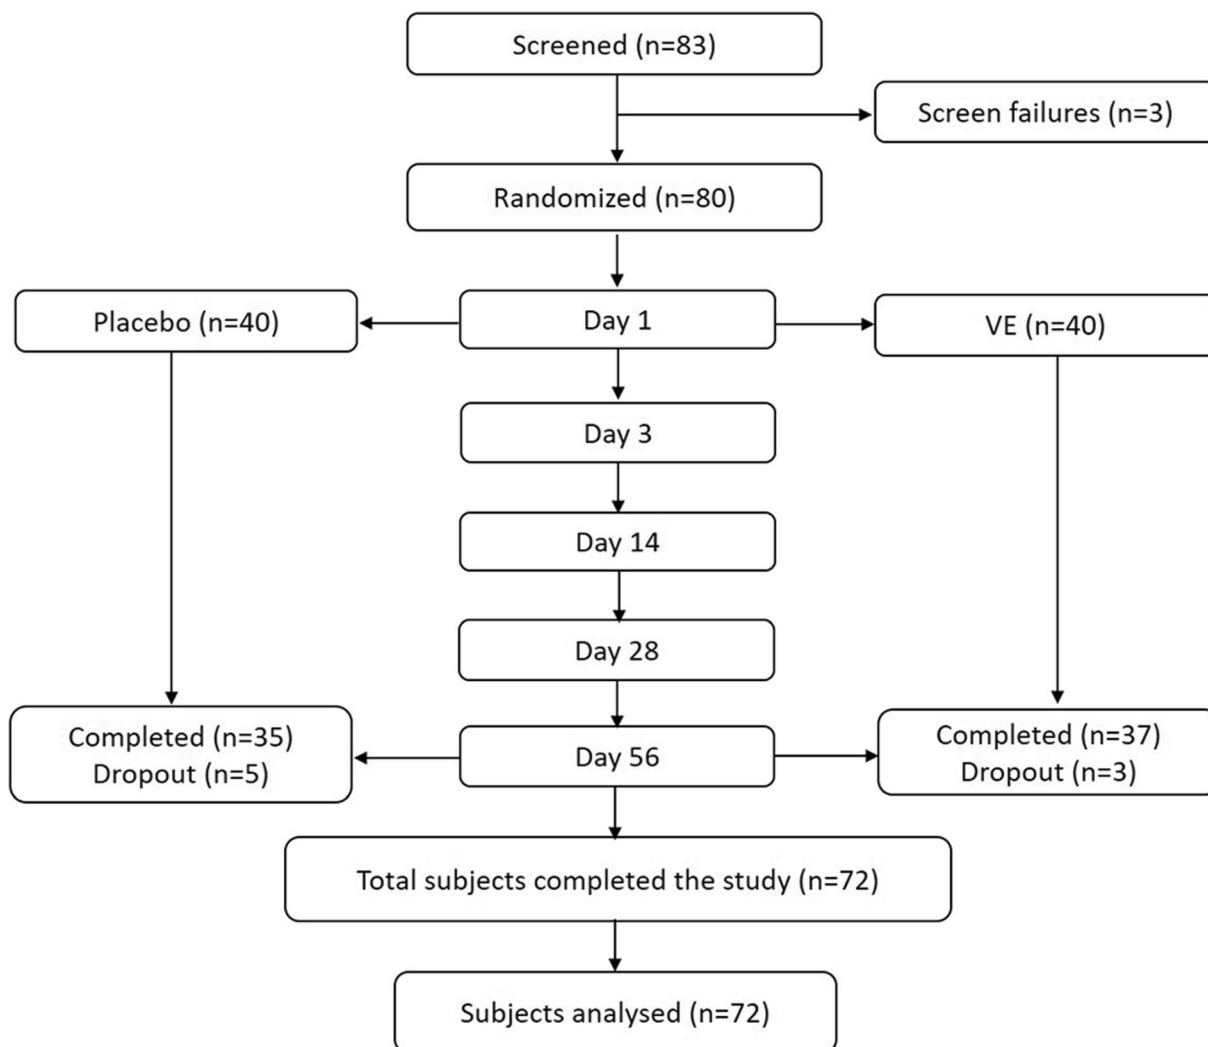 Screened (n=83)
Screen failures (n=3)
Randomized (n=80)
Placebo (n=40)
Day 1
VE (n=40)
Day 3
Day 14
Day 28
Completed (n=35)
Dropout (n=5)
Day 56
Completed (n=37)
Dropout (n=3)
Total subjects completed the study (n=72)
Subjects analysed (n=72)